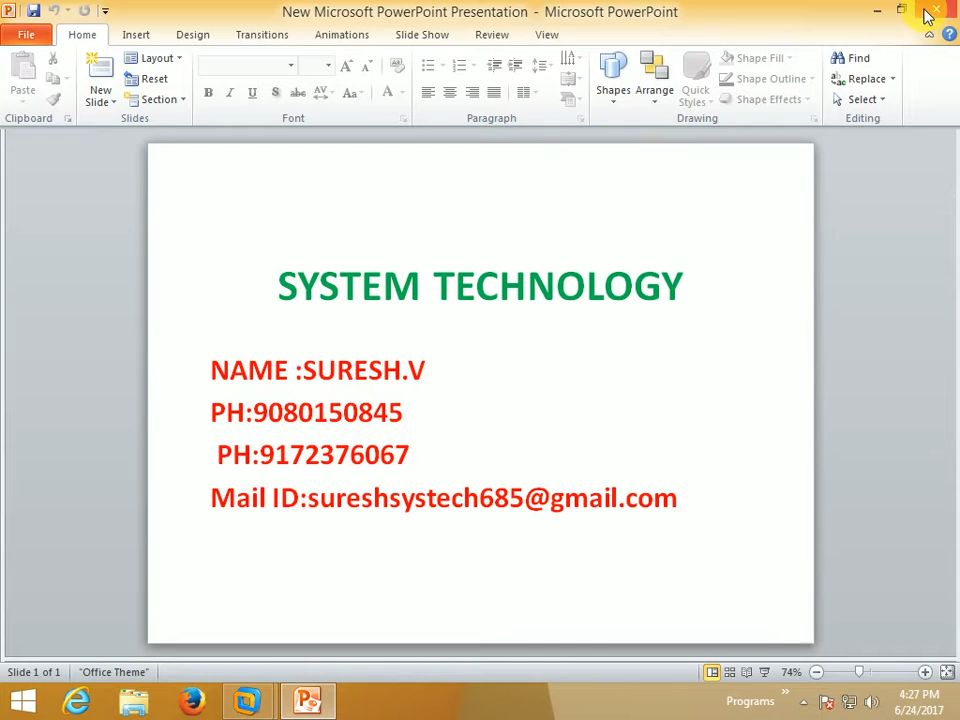 New Microsoft PowerPoint Presentation - Microsoft PowerPoint
File Home Insert Design Transitions Animations Slide Show Review View
Paste
Clipboard
New Slide
Layout
Reset
Section
Slides
B I U S abc AV Aa A
Font
Paragraph
Shapes Arrange Quick Styles
Shape Fill
Shape Outline
Shape Effects
Drawing
Find
Replace
Select
Editing
SYSTEM TECHNOLOGY
NAME :SURESH.V
PH:9080150845
PH:9172376067
Mail ID:sureshsystech685@gmail.com
Slide 1 of 1 "Office Theme" 74%
Programs
4:27 PM
6/24/2017